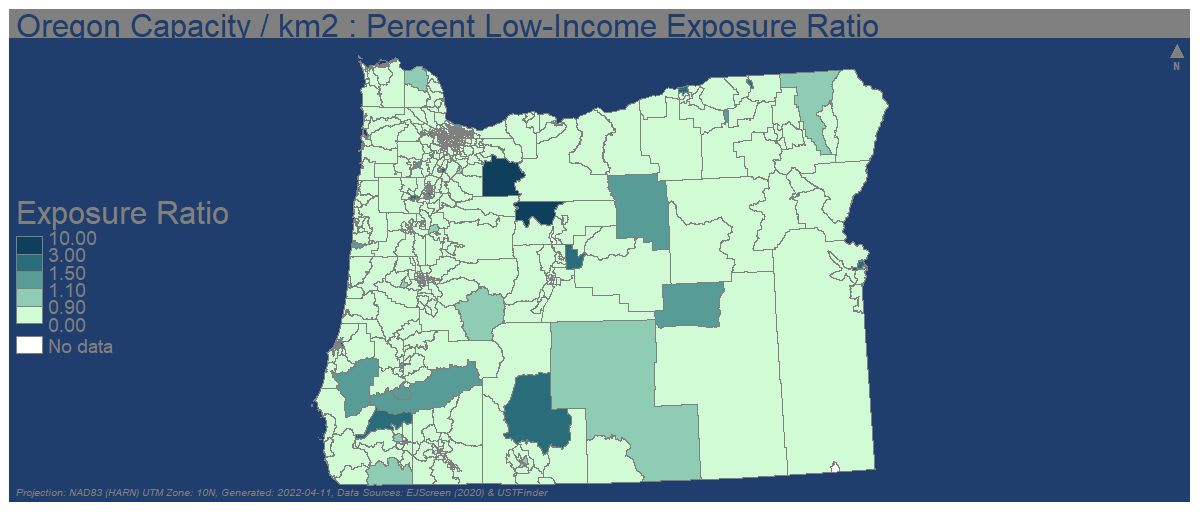 Oregon Capacity / km2 : Percent Low-Income Exposure Ratio
N
Exposure Ratio
10.00
3.00
1.50
1.10
0.90
0.00
No data
Projection: NAD83 (HARN) UTM Zone: 10N, Generated: 2022-04-11, Data Sources: EJScreen (2020) & USTFinder